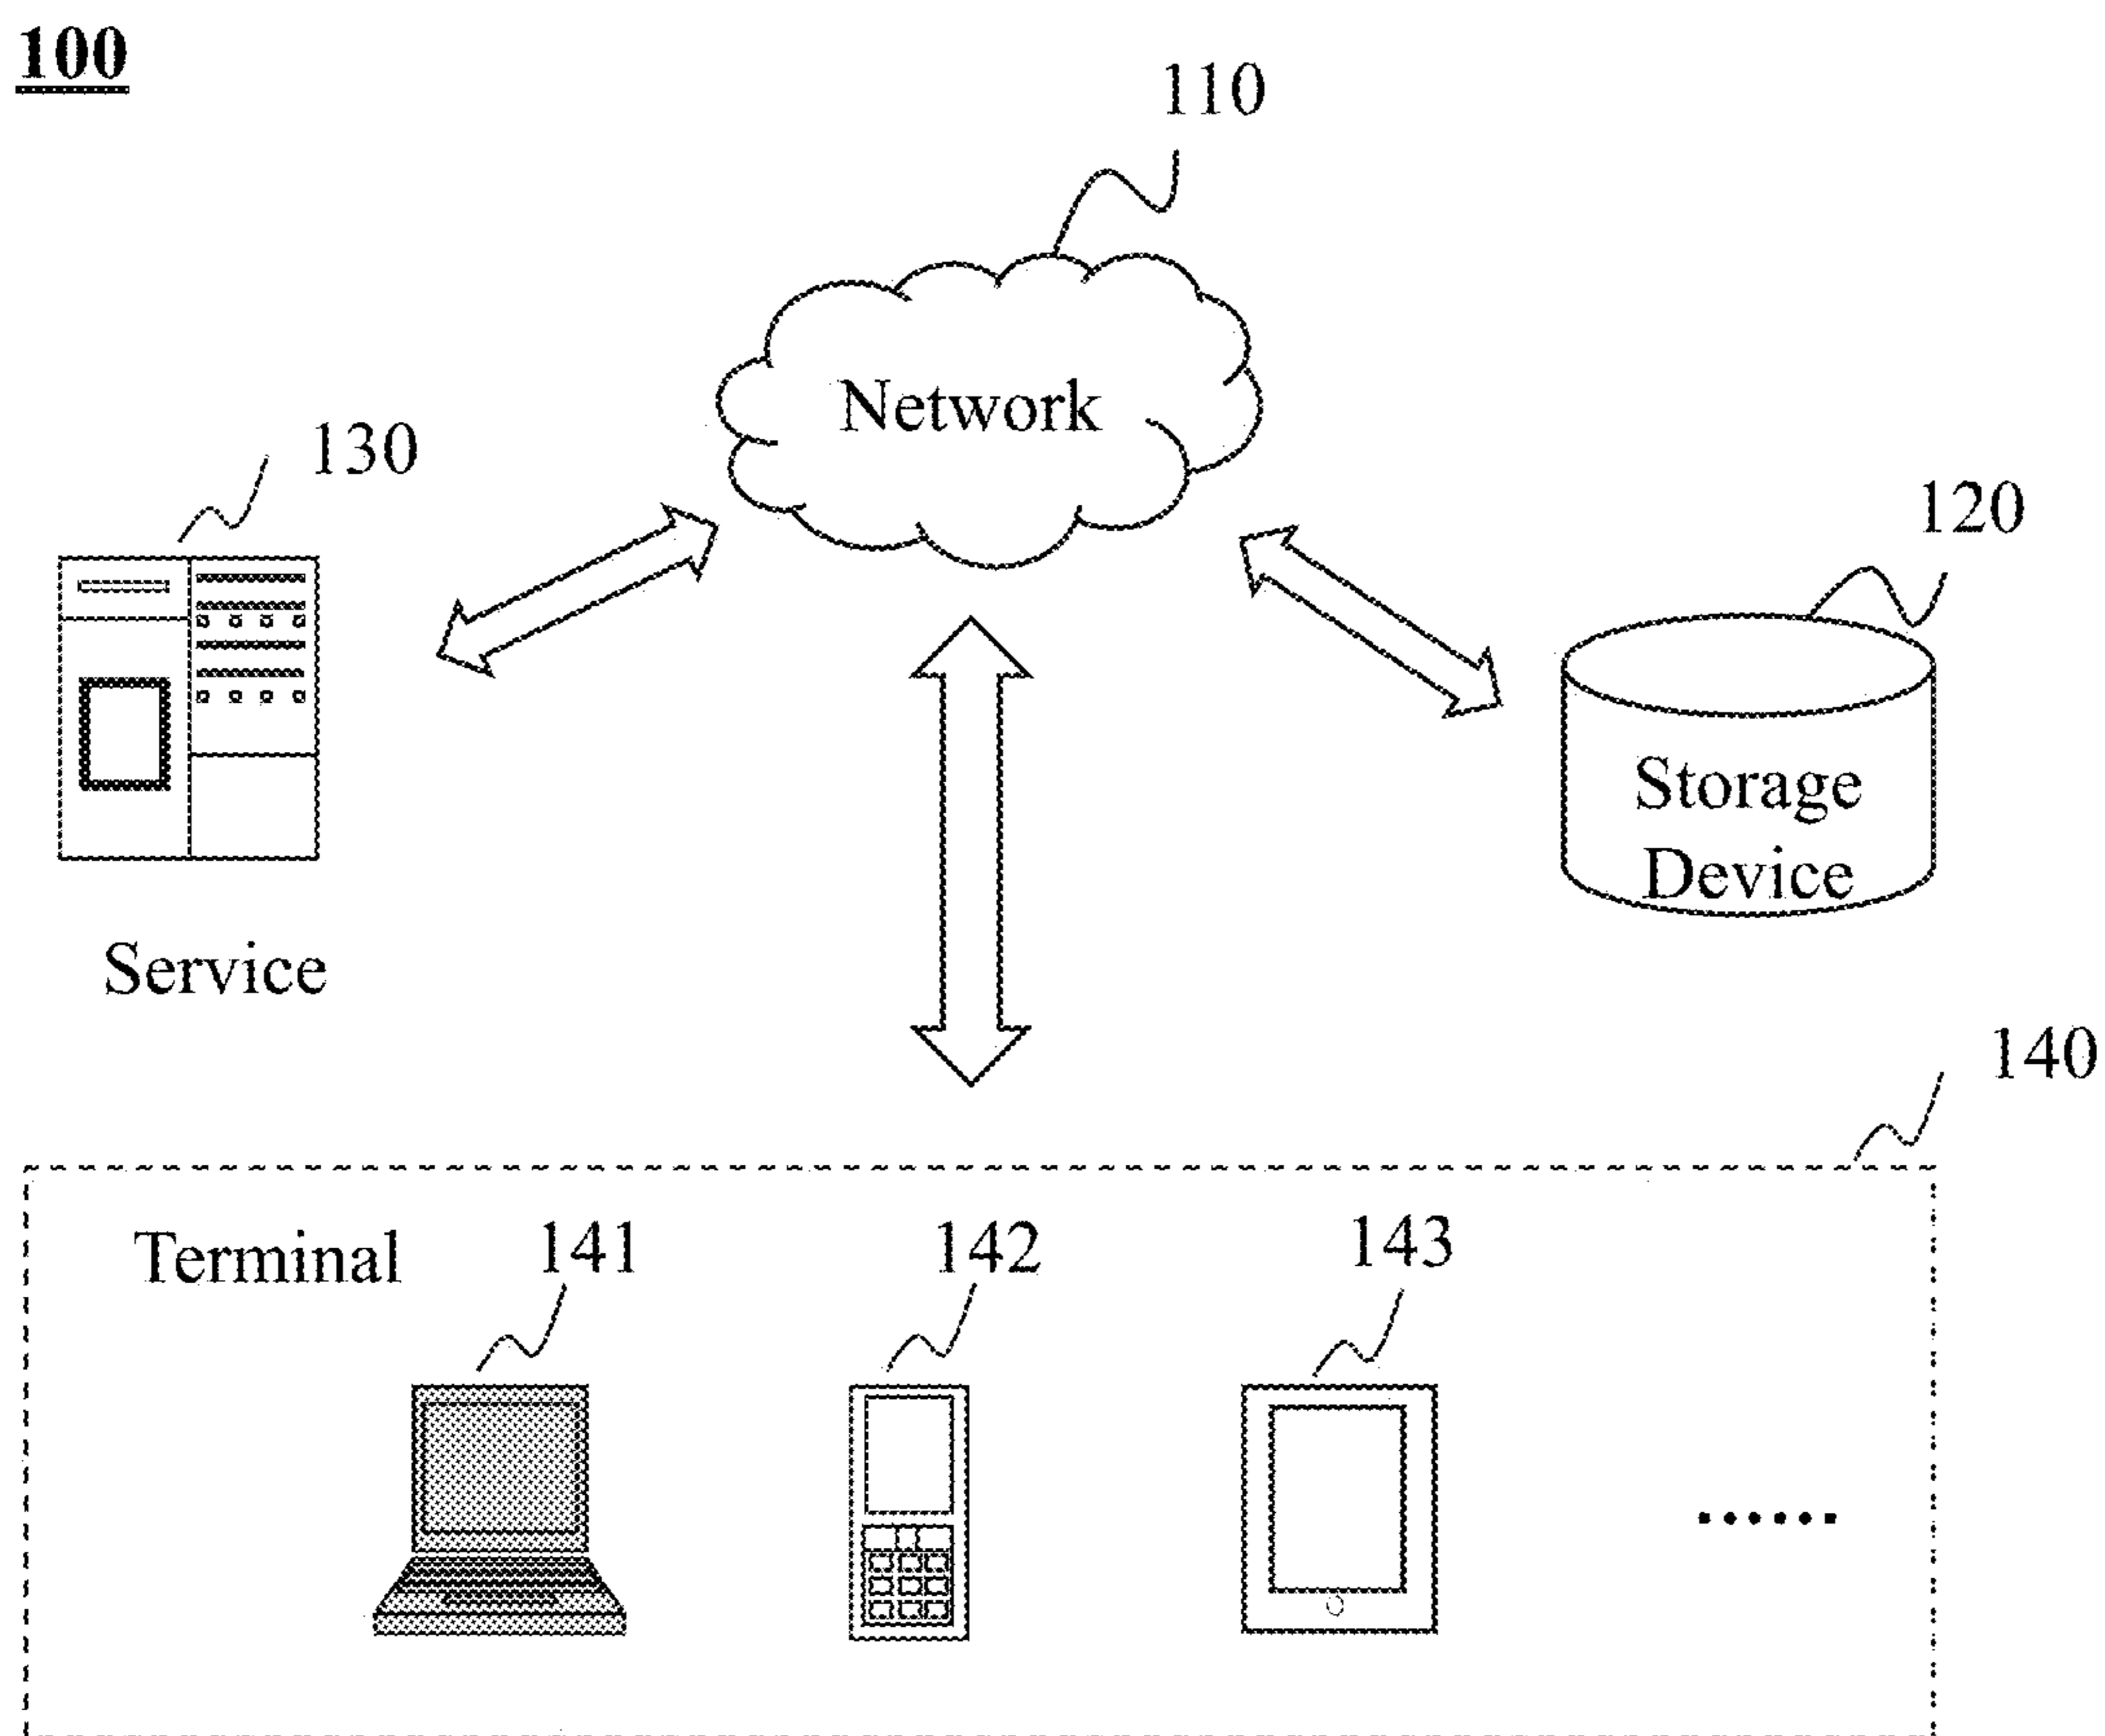 100
110
Network
130
120
Storage
Device
Service
140
Terminal
141
142
143
......